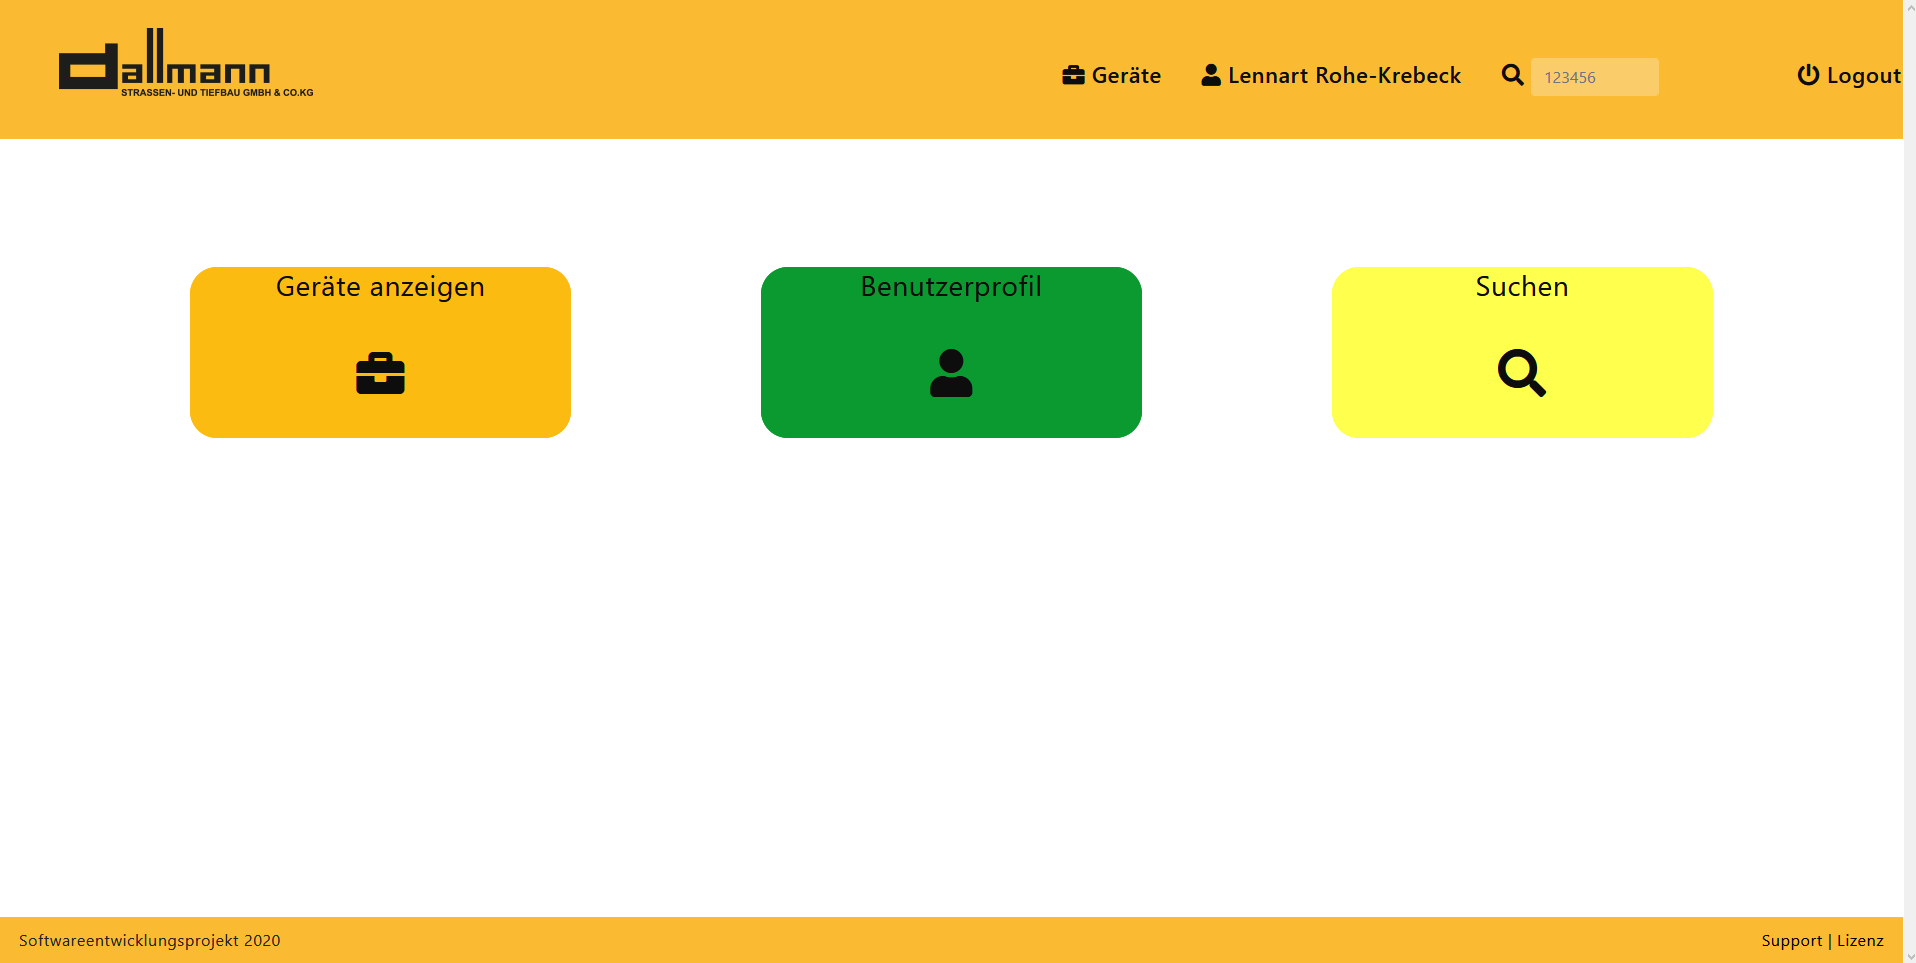 dallmann
STRASSEN- UND TIEFBAU GMBH & CO.KG
Geräte
Lennart Rohe-Krebeck
123456
Logout
Geräte anzeigen
Benutzerprofil
Suchen
Softwareentwicklungsprojekt 2020
Support | Lizenz